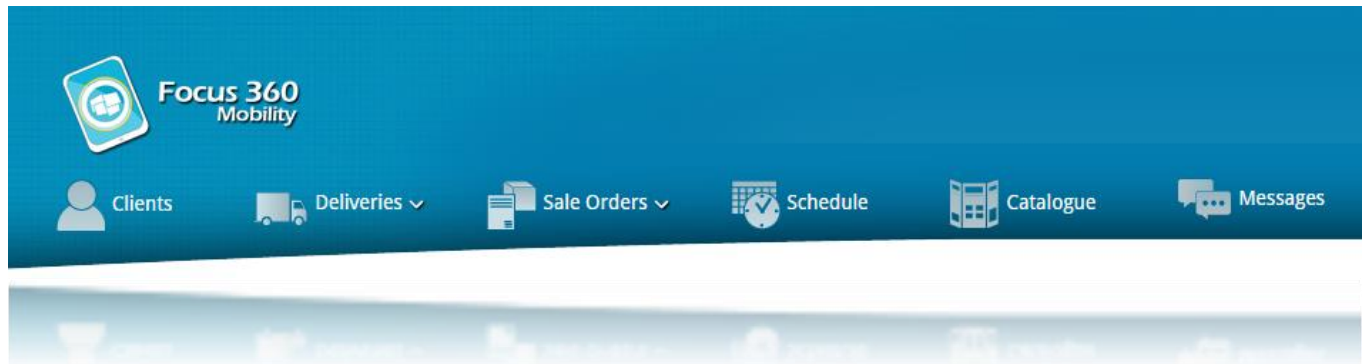 Focus 360
Mobility
Clients
Deliveries
Sale Orders
Schedule
Catalogue
Messages